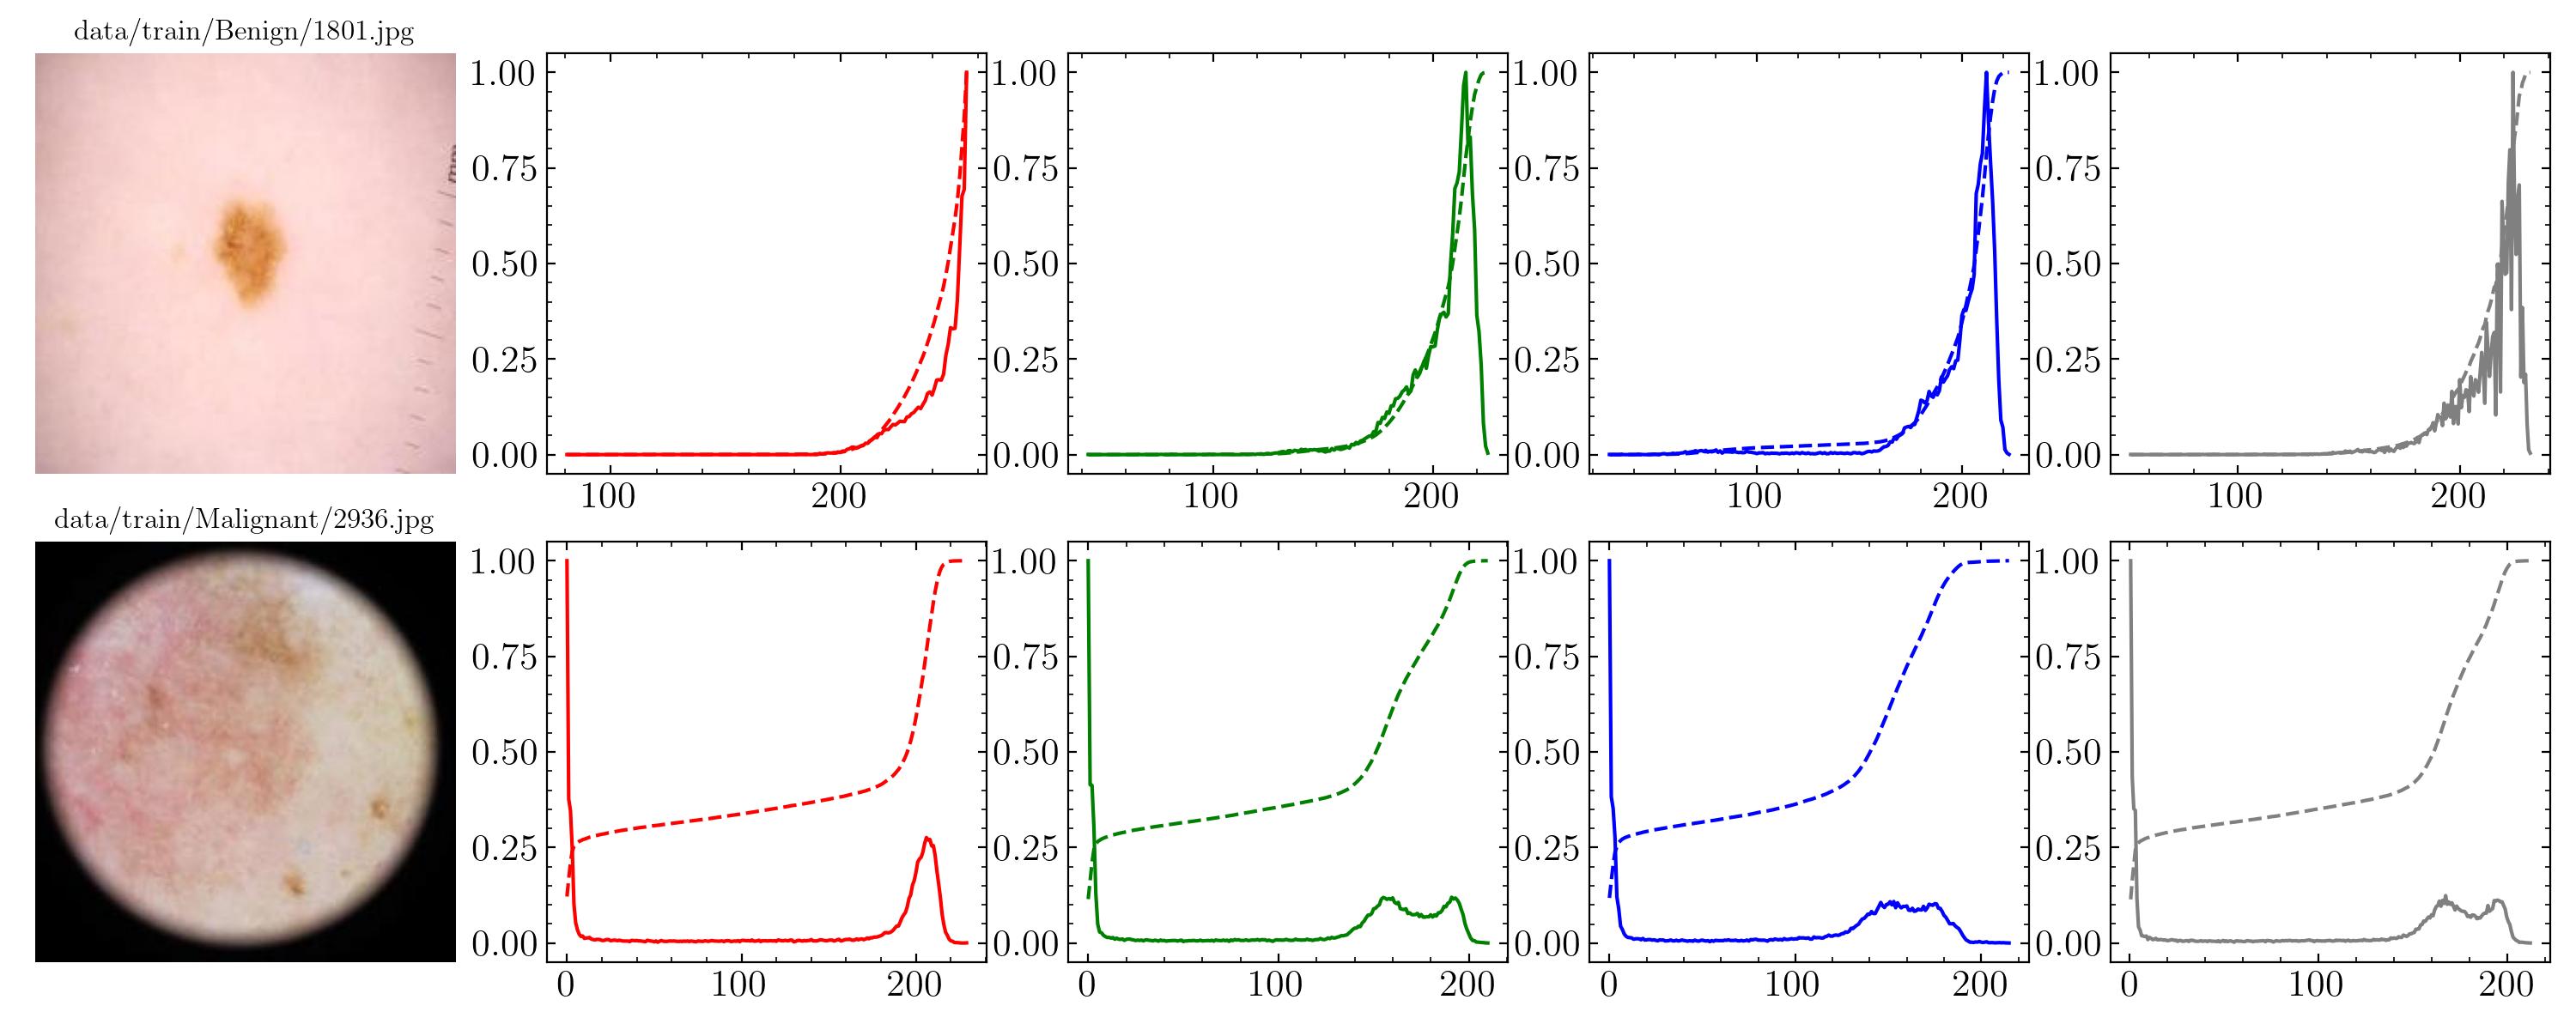 data/train/Benign/1801.jpg
1.00 1.00 1.00 1.00
0.75 0.75 0.75 0.75
0.50 0.50 0.50 0.50
0.25 0.25 0.25 0.25
0.00 0.00 0.00 0.00
100 200 100 200 100 200 100 200
data/train/Malignant/2936.jpg
1.00 1.00 1.00 1.00
0.75 0.75 0.75 0.75
0.50 0.50 0.50 0.50
0.25 0.25 0.25 0.25
0.00 0.00 0.00 0.00
0 100 200 0 100 200 0 100 200 0 100 200